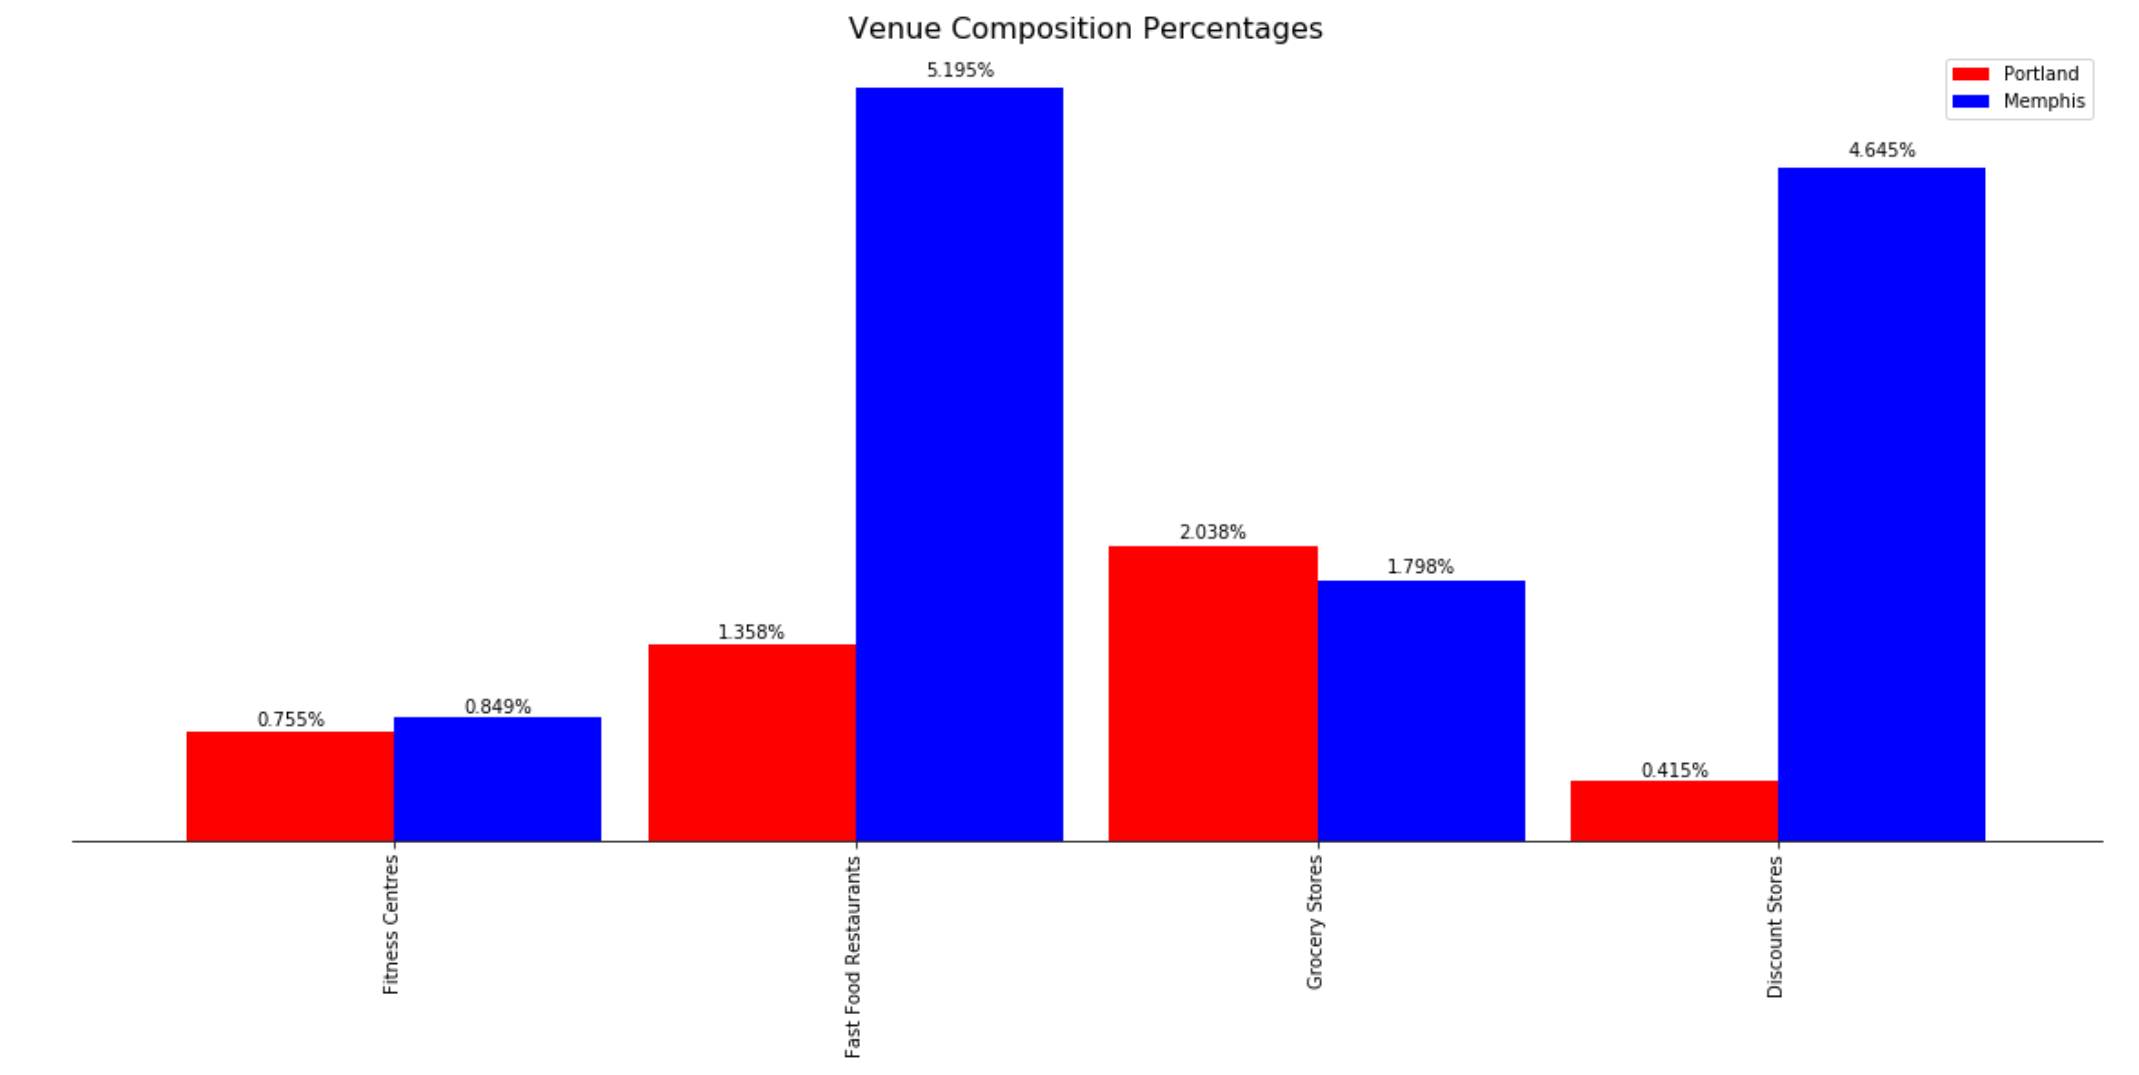 Venue Composition Percentages
Portland
Memphis
5.195%
4.645%
2.038%
1.798%
1.358%
0.849%
0.755%
0.415%
Fitness Centres
Fast Food Restaurants
Grocery Stores
Discount Stores